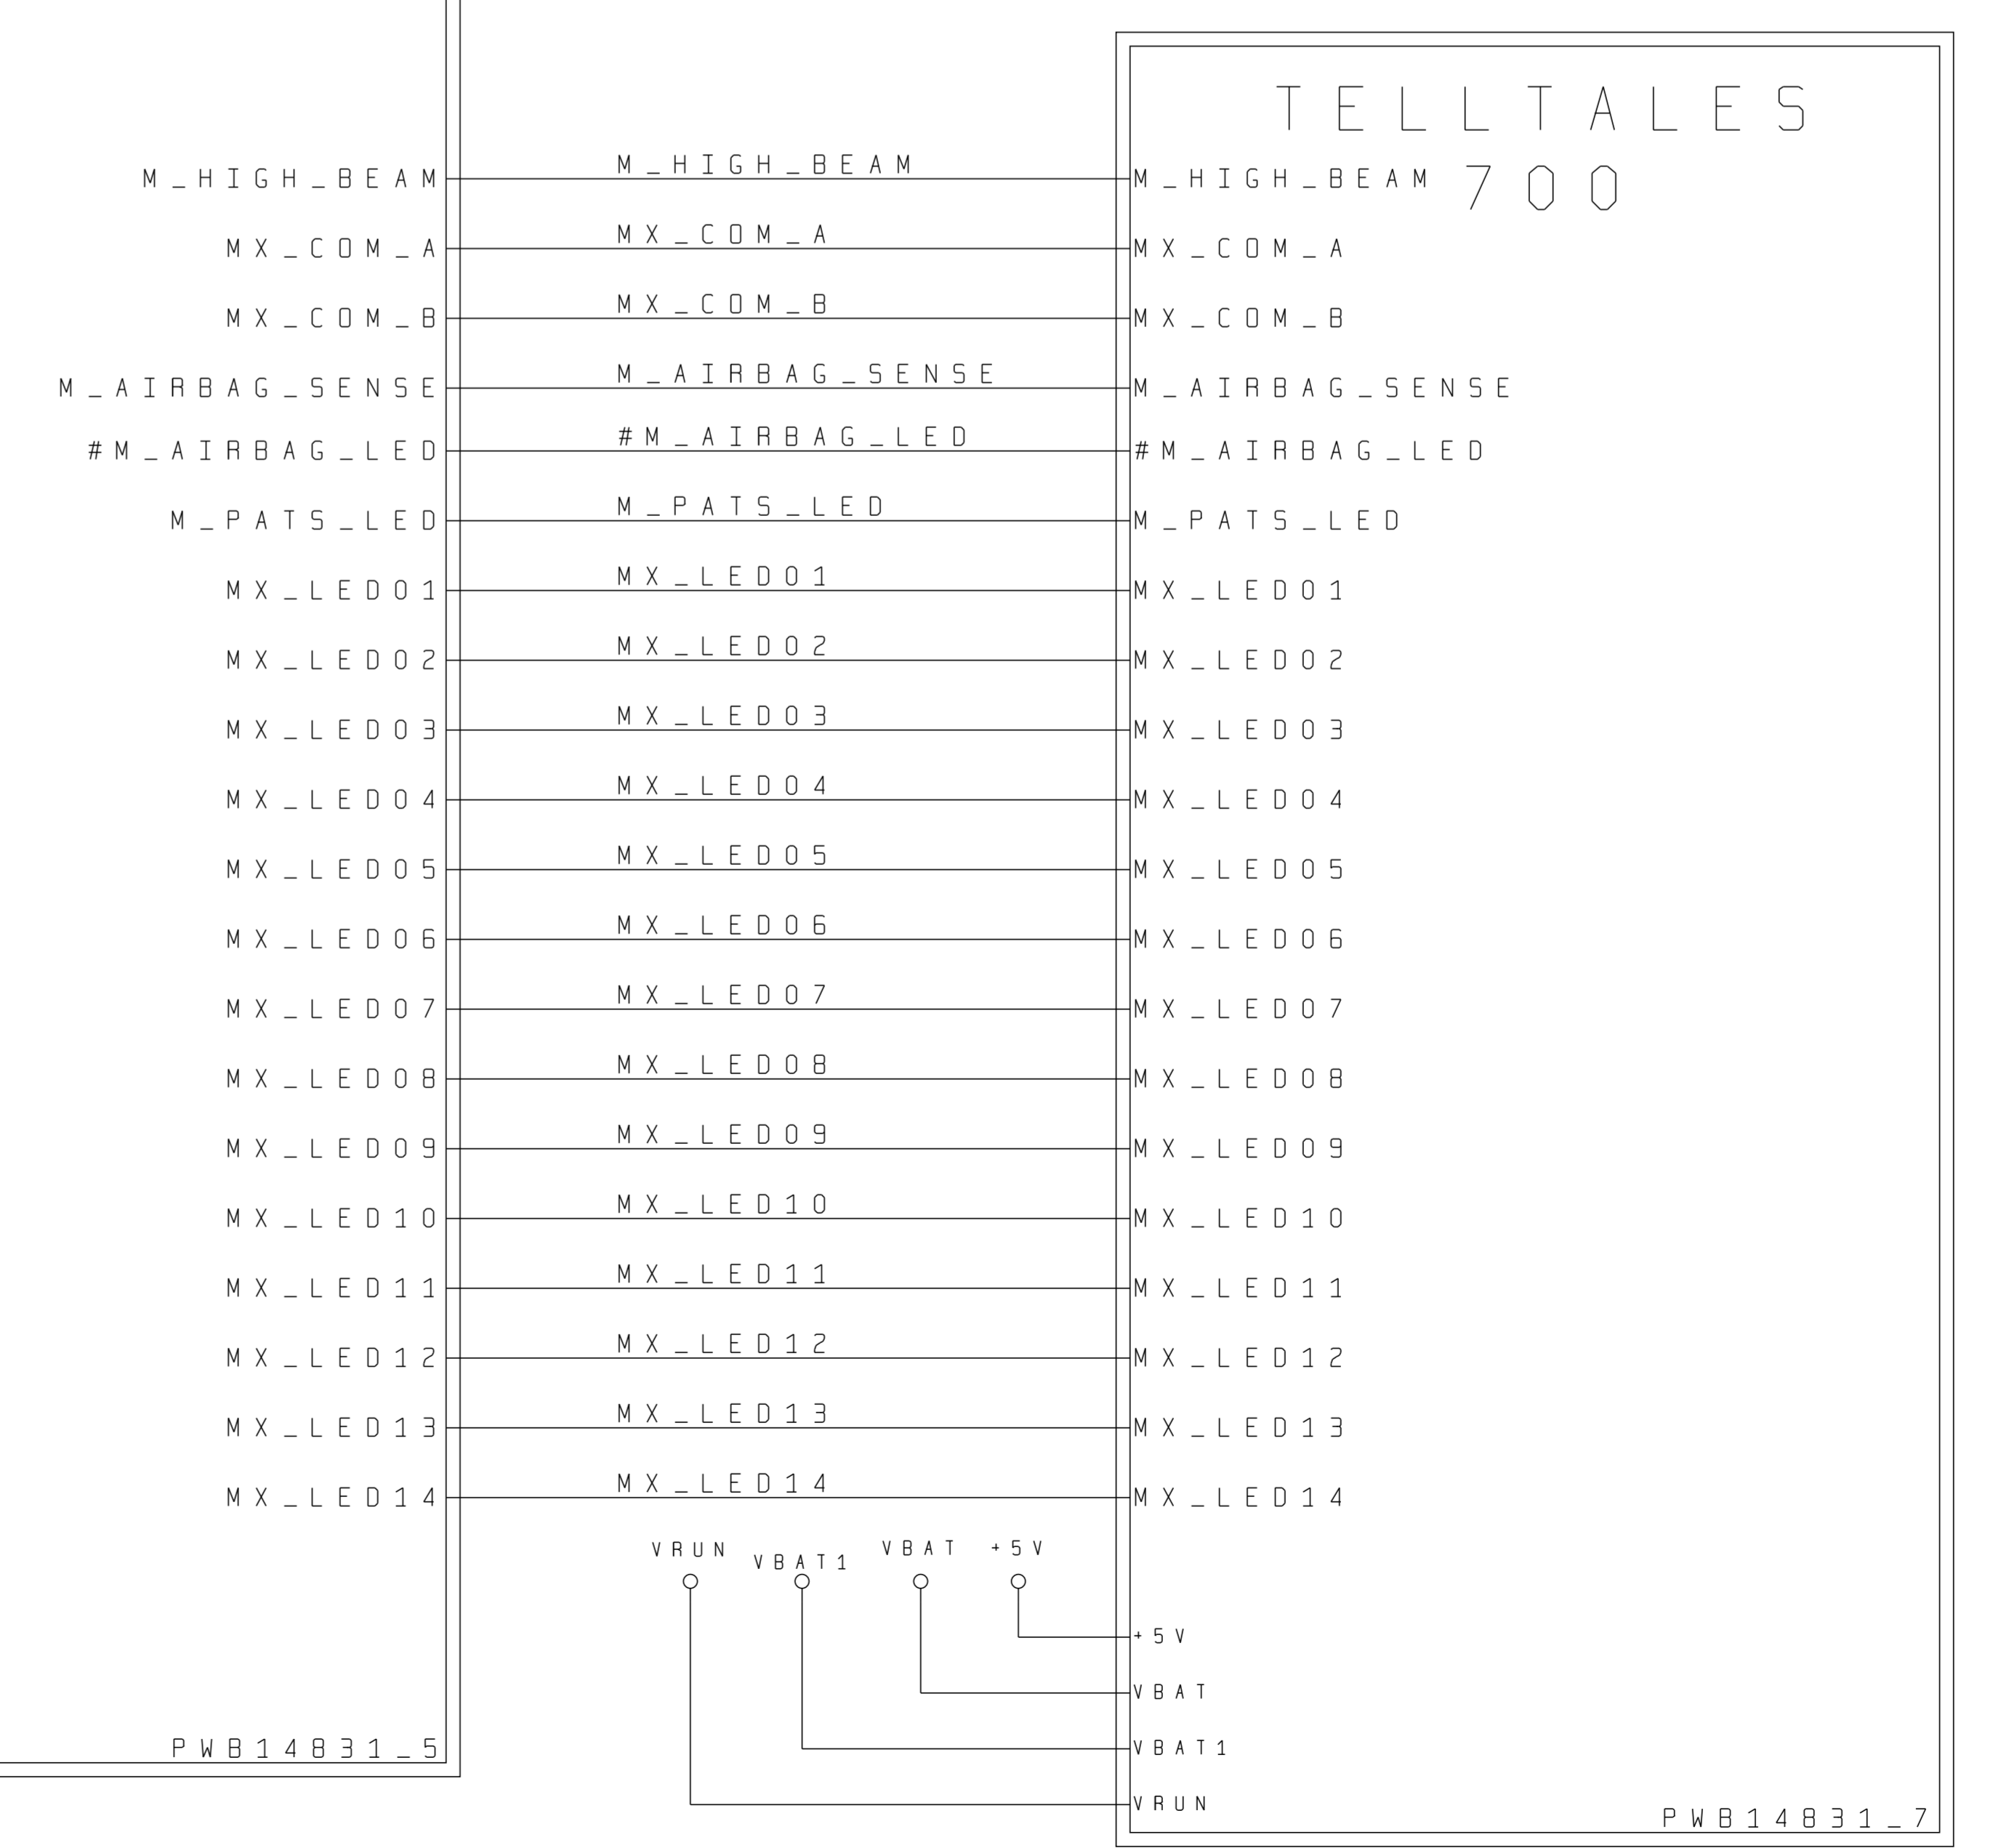 TELLTALES
700
M_HIGH_BEAM M_HIGH_BEAM M_HIGH_BEAM
MX_COM_A MX_COM_A MX_COM_A
MX_COM_B MX_COM_B MX_COM_B
M_AIRBAG_SENSE M_AIRBAG_SENSE M_AIRBAG_SENSE
#M_AIRBAG_LED #M_AIRBAG_LED #M_AIRBAG_LED
M_PATS_LED M_PATS_LED M_PATS_LED
MX_LED01 MX_LED01 MX_LED01
MX_LED02 MX_LED02 MX_LED02
MX_LED03 MX_LED03 MX_LED03
MX_LED04 MX_LED04 MX_LED04
MX_LED05 MX_LED05 MX_LED05
MX_LED06 MX_LED06 MX_LED06
MX_LED07 MX_LED07 MX_LED07
MX_LED08 MX_LED08 MX_LED08
MX_LED09 MX_LED09 MX_LED09
MX_LED10 MX_LED10 MX_LED10
MX_LED11 MX_LED11 MX_LED11
MX_LED12 MX_LED12 MX_LED12
MX_LED13 MX_LED13 MX_LED13
MX_LED14 MX_LED14 MX_LED14
VRUN VBAT1 VBAT +5V
+5V
VBAT
PWB14831_5 VBAT1
VRUN PWB14831_7